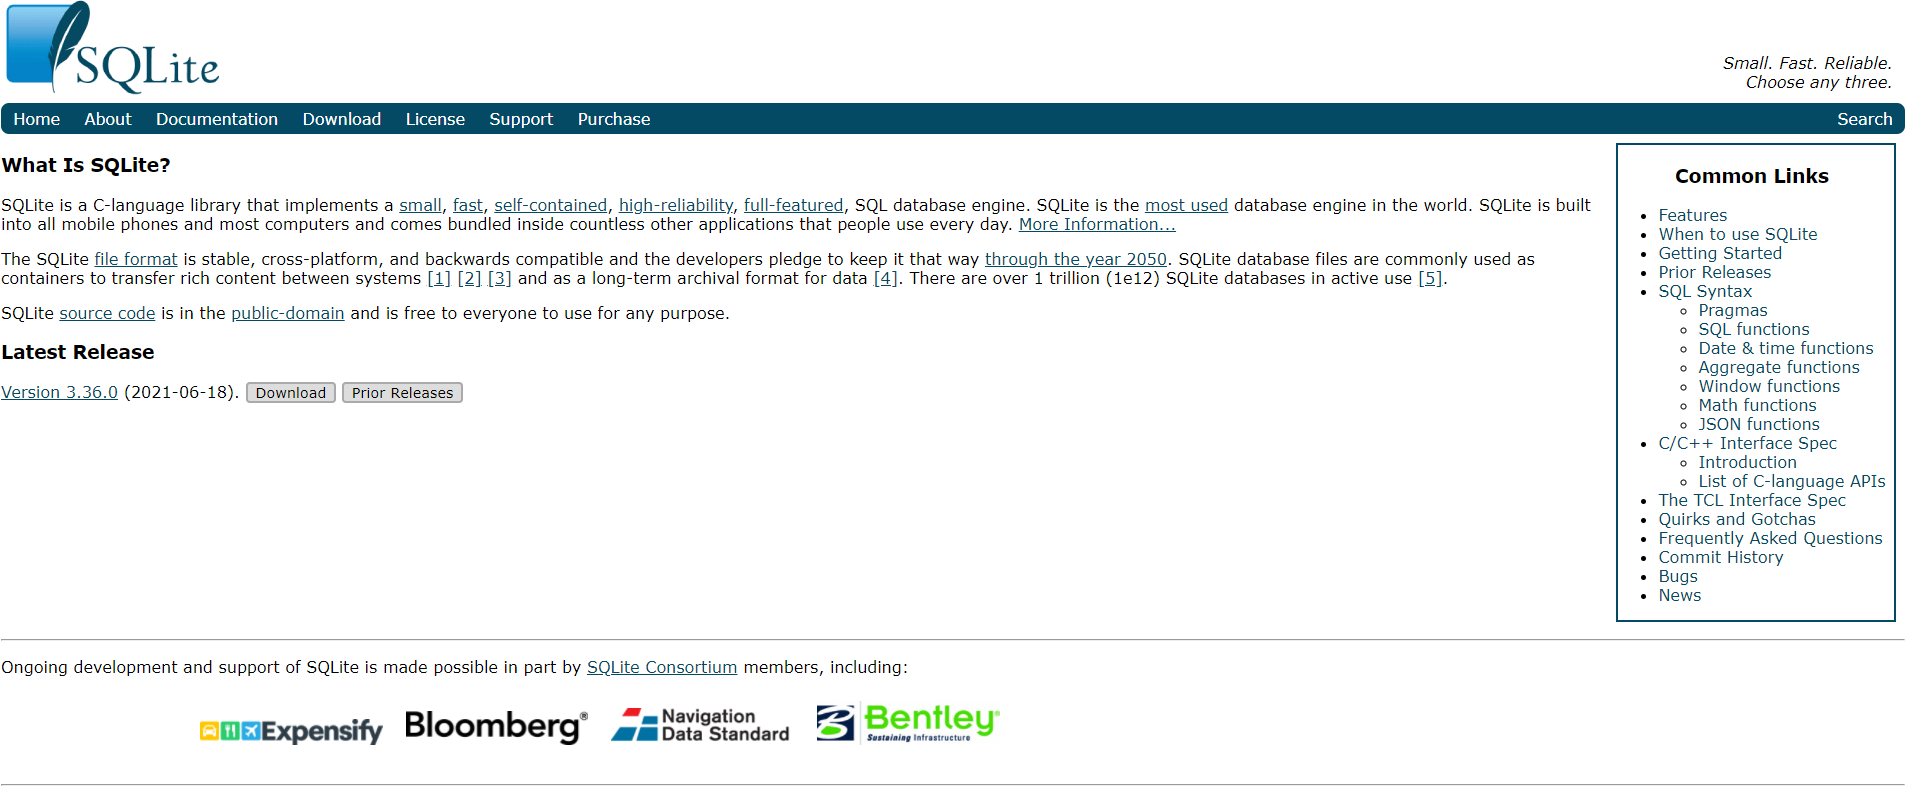 SQLite
Small. Fast. Reliable.
Choose any three.
Home About Documentation Download License Support Purchase Search
What Is SQLite?
SQLite is a C-language library that implements a small, fast, self-contained, high-reliability, full-featured, SQL database engine. SQLite is the most used database engine in the world. SQLite is built
into all mobile phones and most computers and comes bundled inside countless other applications that people use every day. More Information...
The SQLite file format is stable, cross-platform, and backwards compatible and the developers pledge to keep it that way through the year 2050. SQLite database files are commonly used as
containers to transfer rich content between systems [1] [2] [3] and as a long-term archival format for data [4]. There are over 1 trillion (1e12) SQLite databases in active use [5].
SQLite source code is in the public-domain and is free to everyone to use for any purpose.
Latest Release
Version 3.36.0 (2021-06-18). Download Prior Releases
Common Links
Features
When to use SQLite
Getting Started
Prior Releases
SQL Syntax
Pragmas
SQL functions
Date & time functions
Aggregate functions
Window functions
Math functions
JSON functions
C/C++ Interface Spec
Introduction
List of C-language APIs
The TCL Interface Spec
Quirks and Gotchas
Frequently Asked Questions
Commit History
Bugs
News
Ongoing development and support of SQLite is made possible in part by SQLite Consortium members, including:
Expensify
Bloomberg®
Navigation
Data Standard
B Bentley®
Sustaining Infrastructure